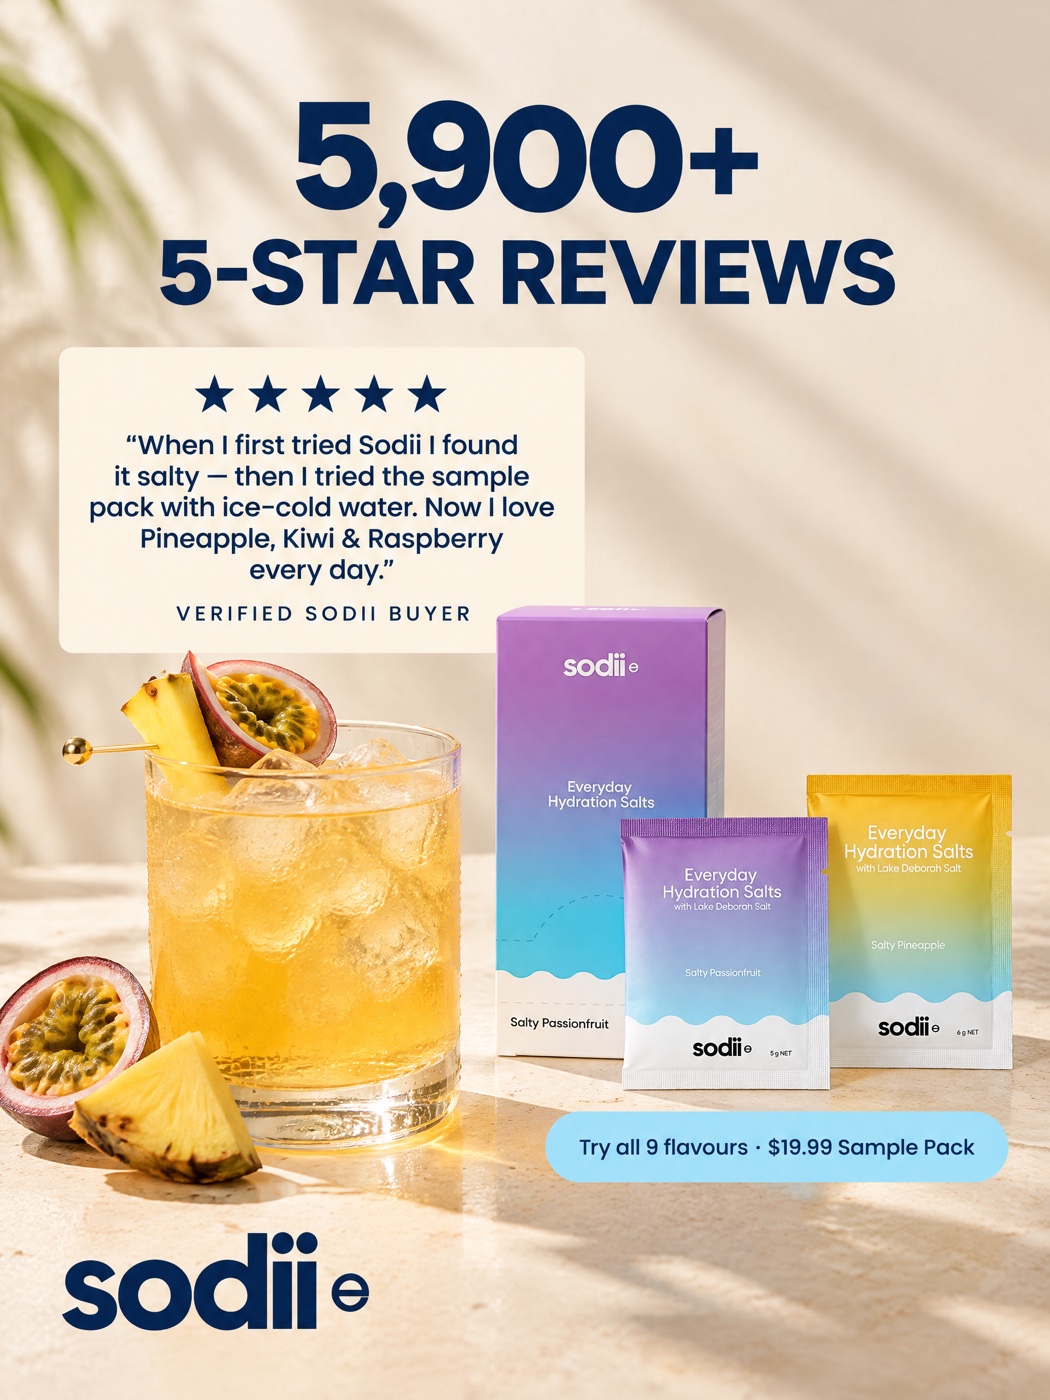 5,900+
5-STAR REVIEWS
★★★★★
“When I first tried Sodii I found
it salty – then I tried the sample
pack with ice-cold water. Now I love
Pineapple, Kiwi & Raspberry
every day.”
VERIFIED SODII BUYER
sodii e
Everyday
Hydration Salts
Salty Passionfruit
Everyday
Hydration Salts
with Lake Deborah Salt
Salty Passionfruit
sodii e
5 g NET
Everyday
Hydration Salts
with Lake Deborah Salt
Salty Pineapple
sodii e
6 g NET
Try all 9 flavours · $19.99 Sample Pack
sodii e